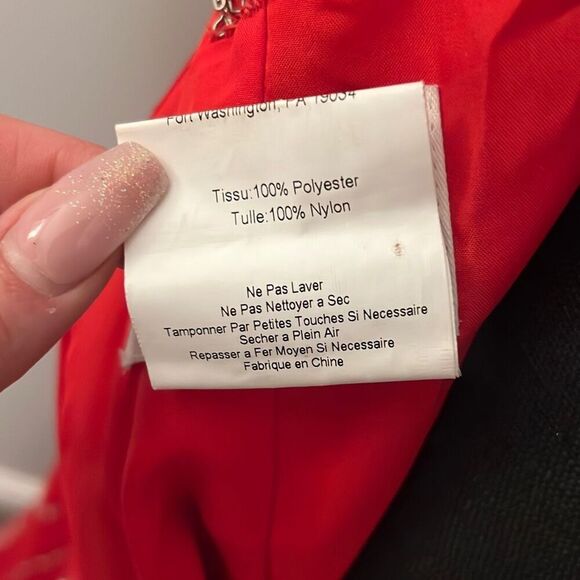 Fort Washington, PA 19034
Tissu:100% Polyester
Tulle:100% Nylon
Ne Pas Laver
Ne Pas Nettoyer a Sec
Tamponner Par Petites Touches Si Necessaire
Secher a Plein Air
Repasser a Fer Moyen Si Necessaire
Fabrique en Chine